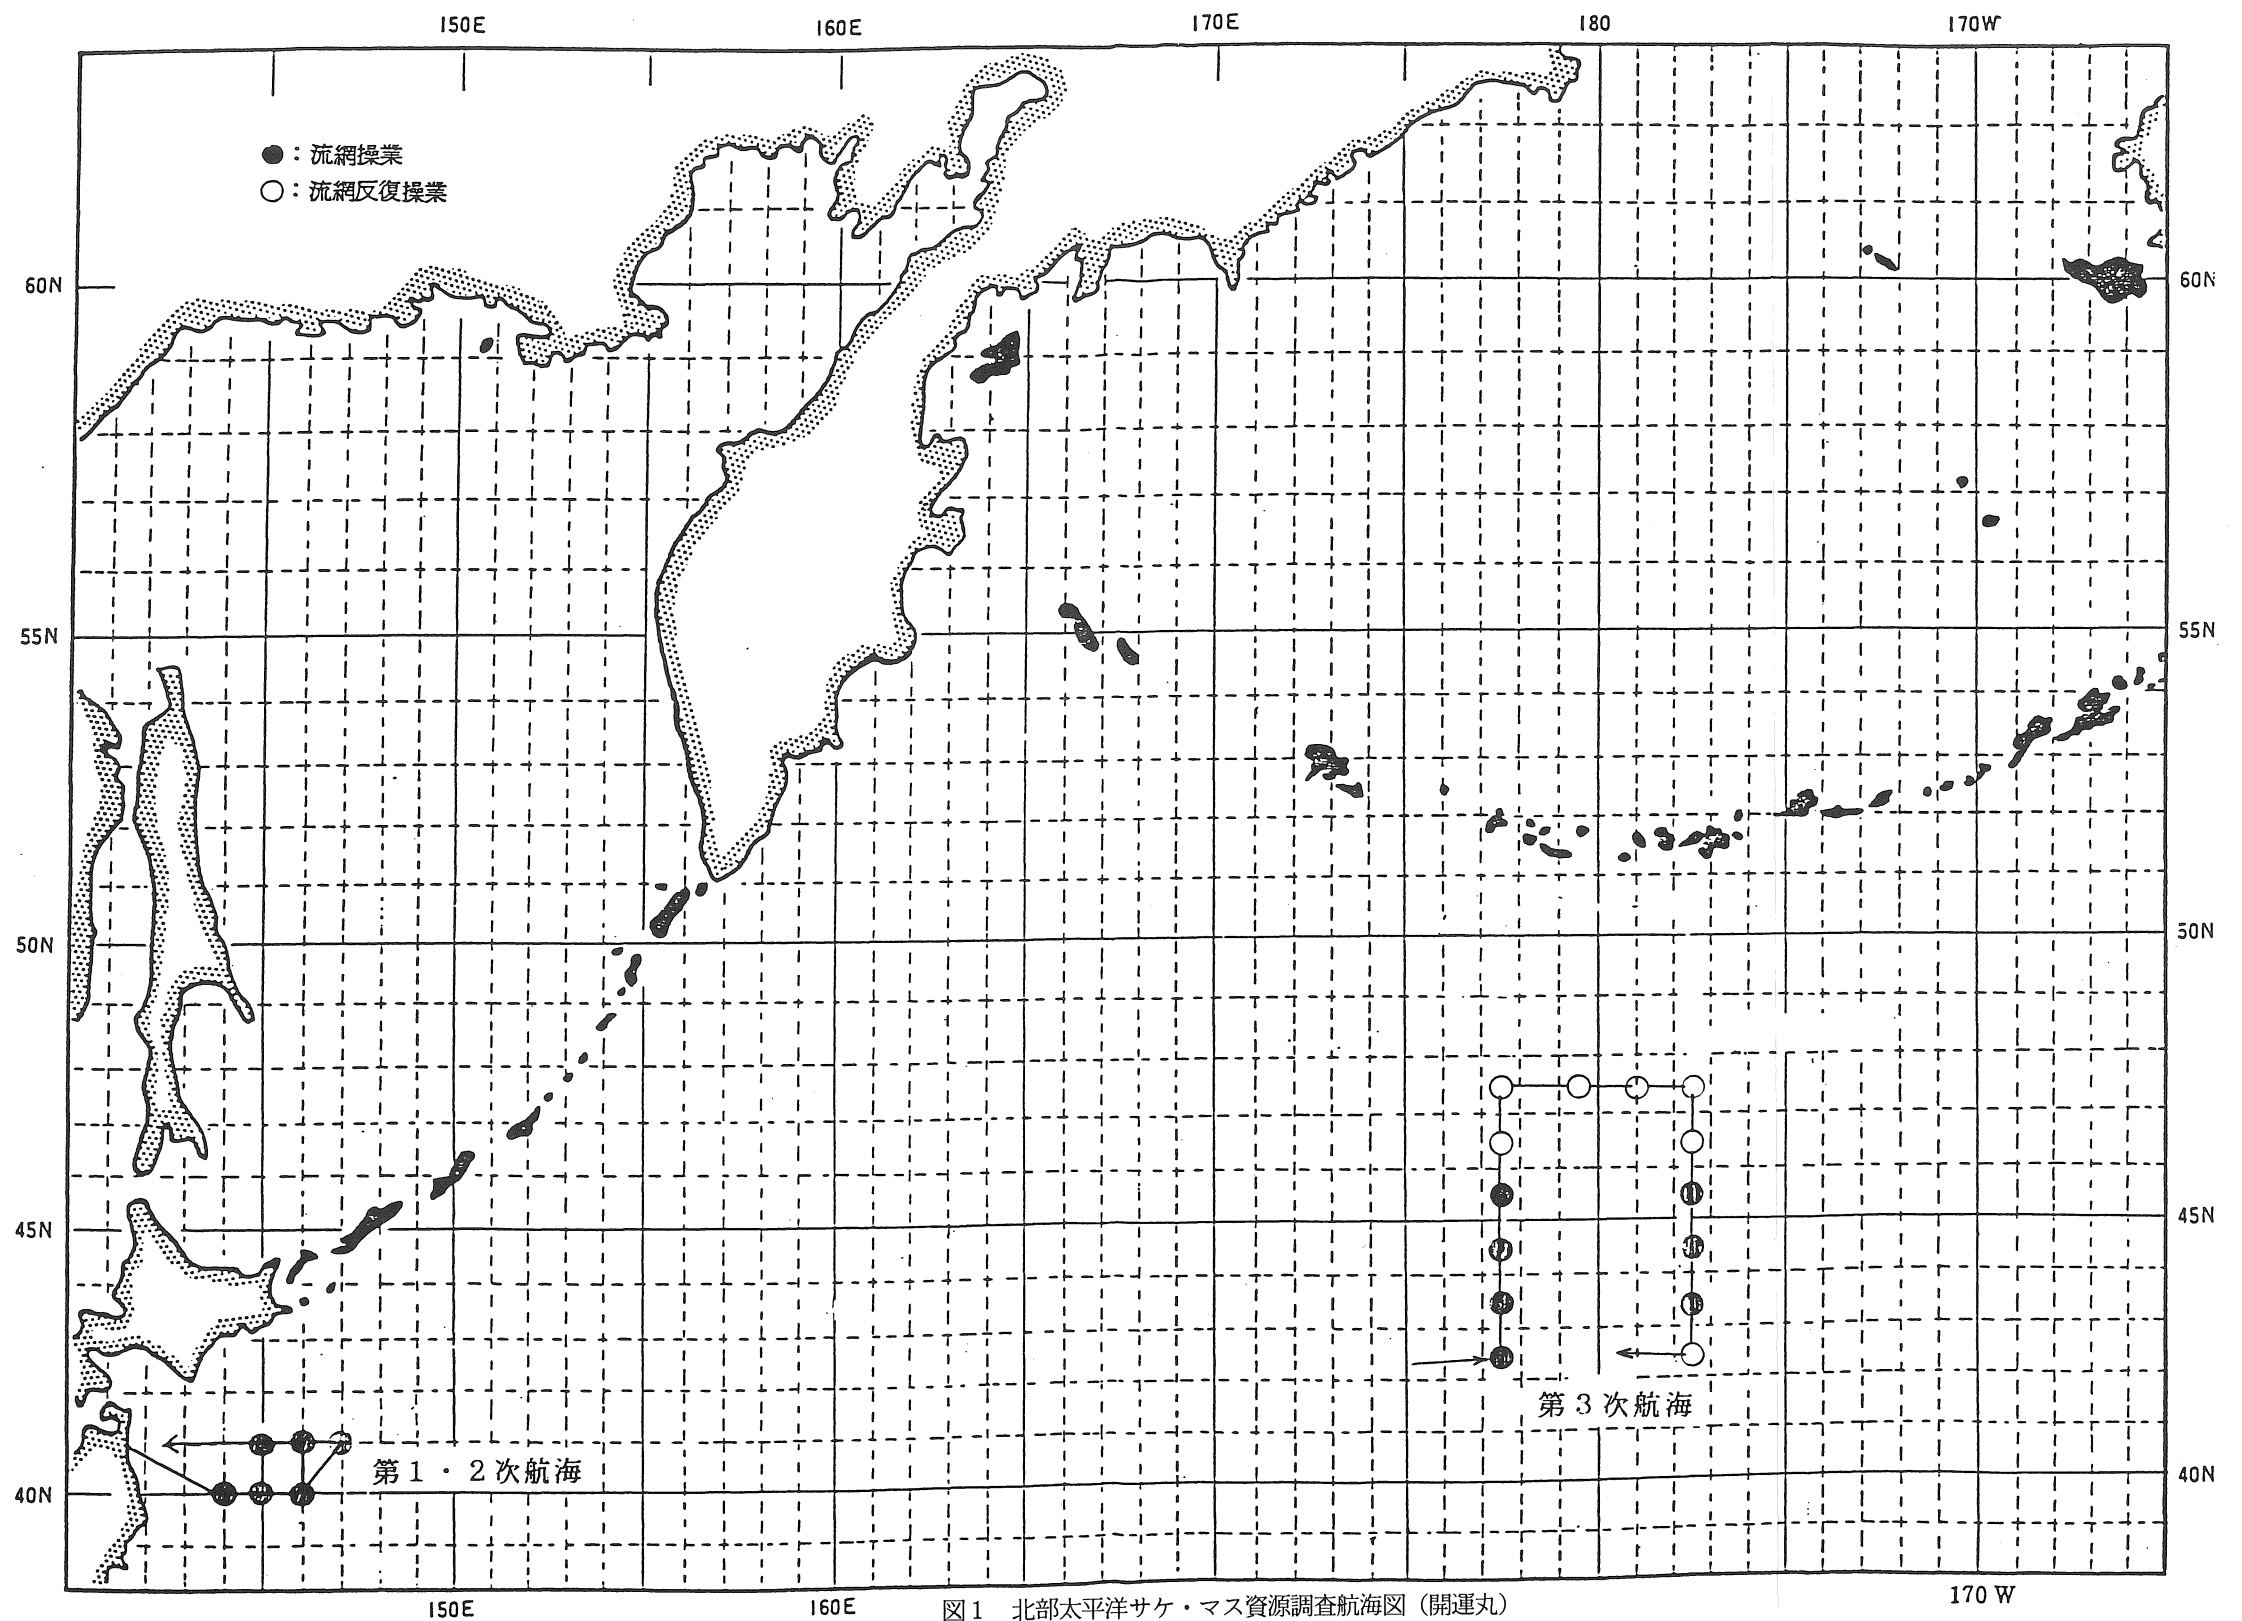 150E 160E 170E 180 170W
●：流網操業
○：流網反復操業
60N 60N
55N 55N
50N 50N
45N 45N
第3次航海
第1・2次航海
40N 40N
150E 160E 170W
図1 北部太平洋サケ・マス資源調査航海図（開運丸）